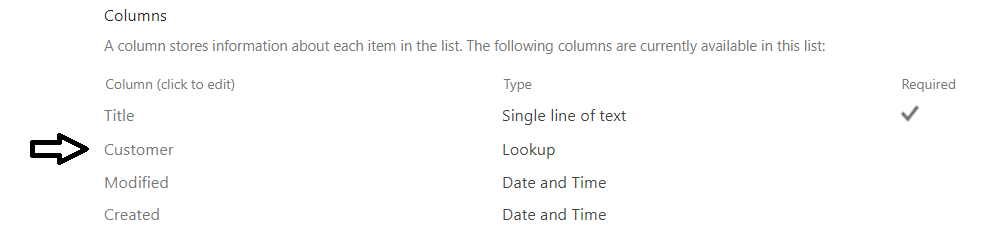 Columns
A column stores information about each item in the list. The following columns are currently available in this list:
Column (click to edit) Type Required
Title Single line of text
Customer Lookup
Modified Date and Time
Created Date and Time